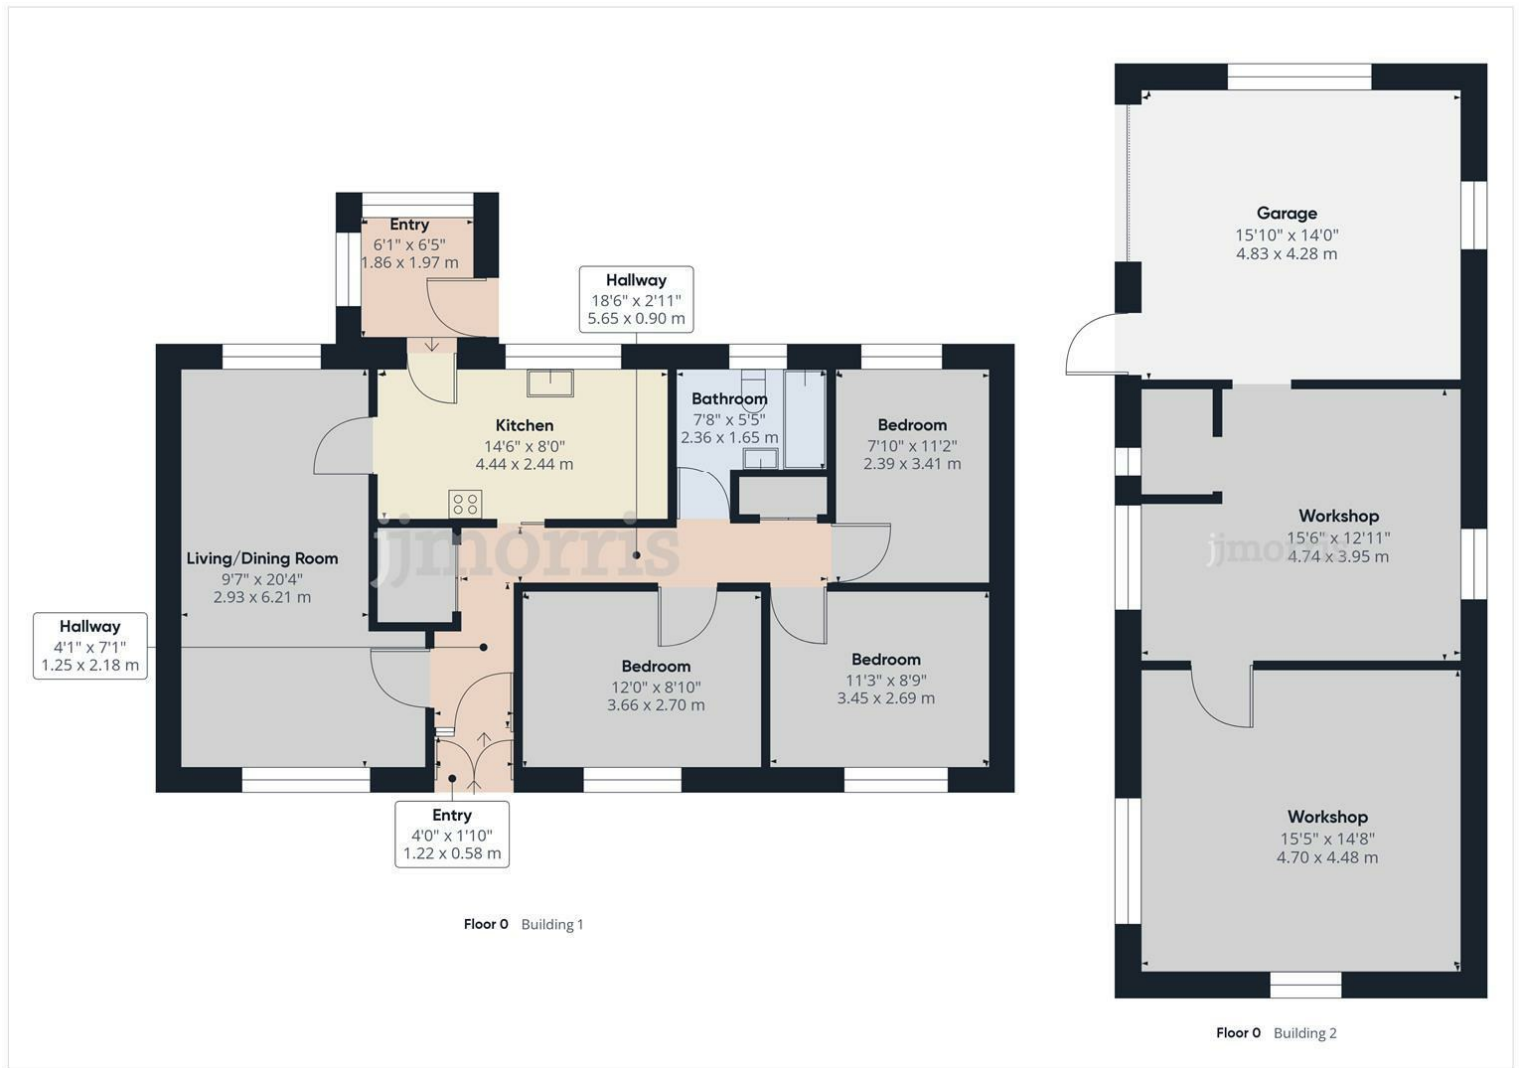 Entry
6'1" x 6'5"
1.86 x 1.97 m
Hallway
18'6" x 2'11"
5.65 x 0.90 m
Kitchen
14'6" x 8'0"
4.44 x 2.44 m
Bathroom
7'8" x 5'5"
2.36 x 1.65 m
Bedroom
7'10" x 11'2"
2.39 x 3.41 m
Living/Dining Room
9'7" x 20'4"
2.93 x 6.21 m
jjmorris
Hallway
4'1" x 7'1"
1.25 x 2.18 m
Bedroom
12'0" x 8'10"
3.66 x 2.70 m
Bedroom
11'3" x 8'9"
3.45 x 2.69 m
Entry
4'0" x 1'10"
1.22 x 0.58 m
Floor 0 Building 1
Garage
15'10" x 14'0"
4.83 x 4.28 m
Workshop
15'6" x 12'11"
4.74 x 3.95 m
jjmorris
Workshop
15'5" x 14'8"
4.70 x 4.48 m
Floor 0 Building 2